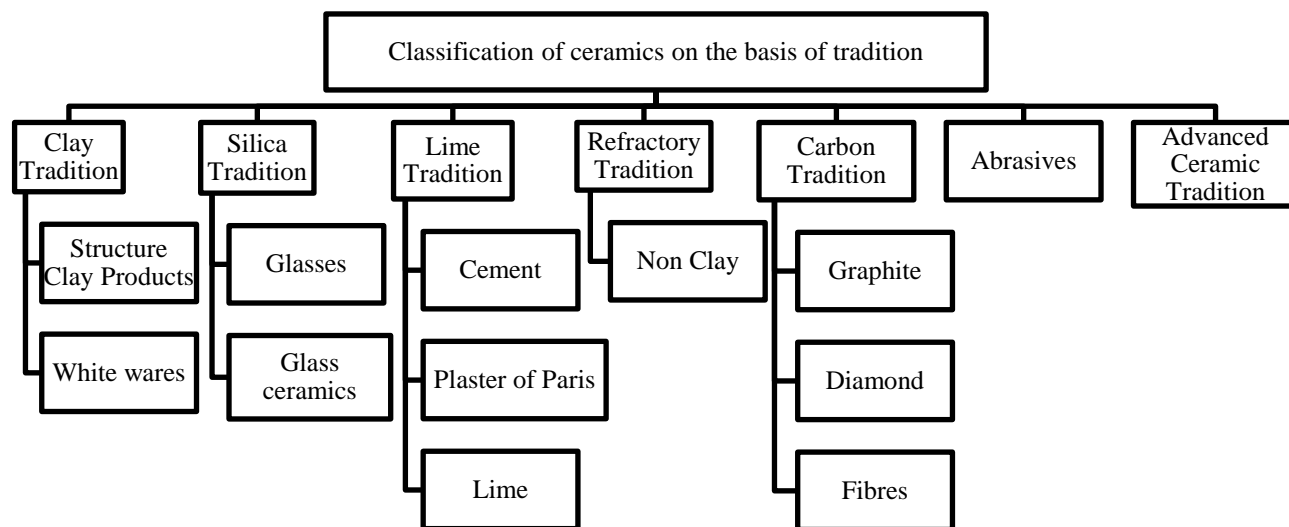 Classification of ceramics on the basis of tradition
Clay
Tradition
Structure
Clay Products
White wares
Silica
Tradition
Glasses
Glass
ceramics
Lime
Tradition
Cement
Plaster of Paris
Lime
Refractory
Tradition
Non Clay
Carbon
Tradition
Graphite
Diamond
Fibres
Abrasives
Advanced
Ceramic
Tradition